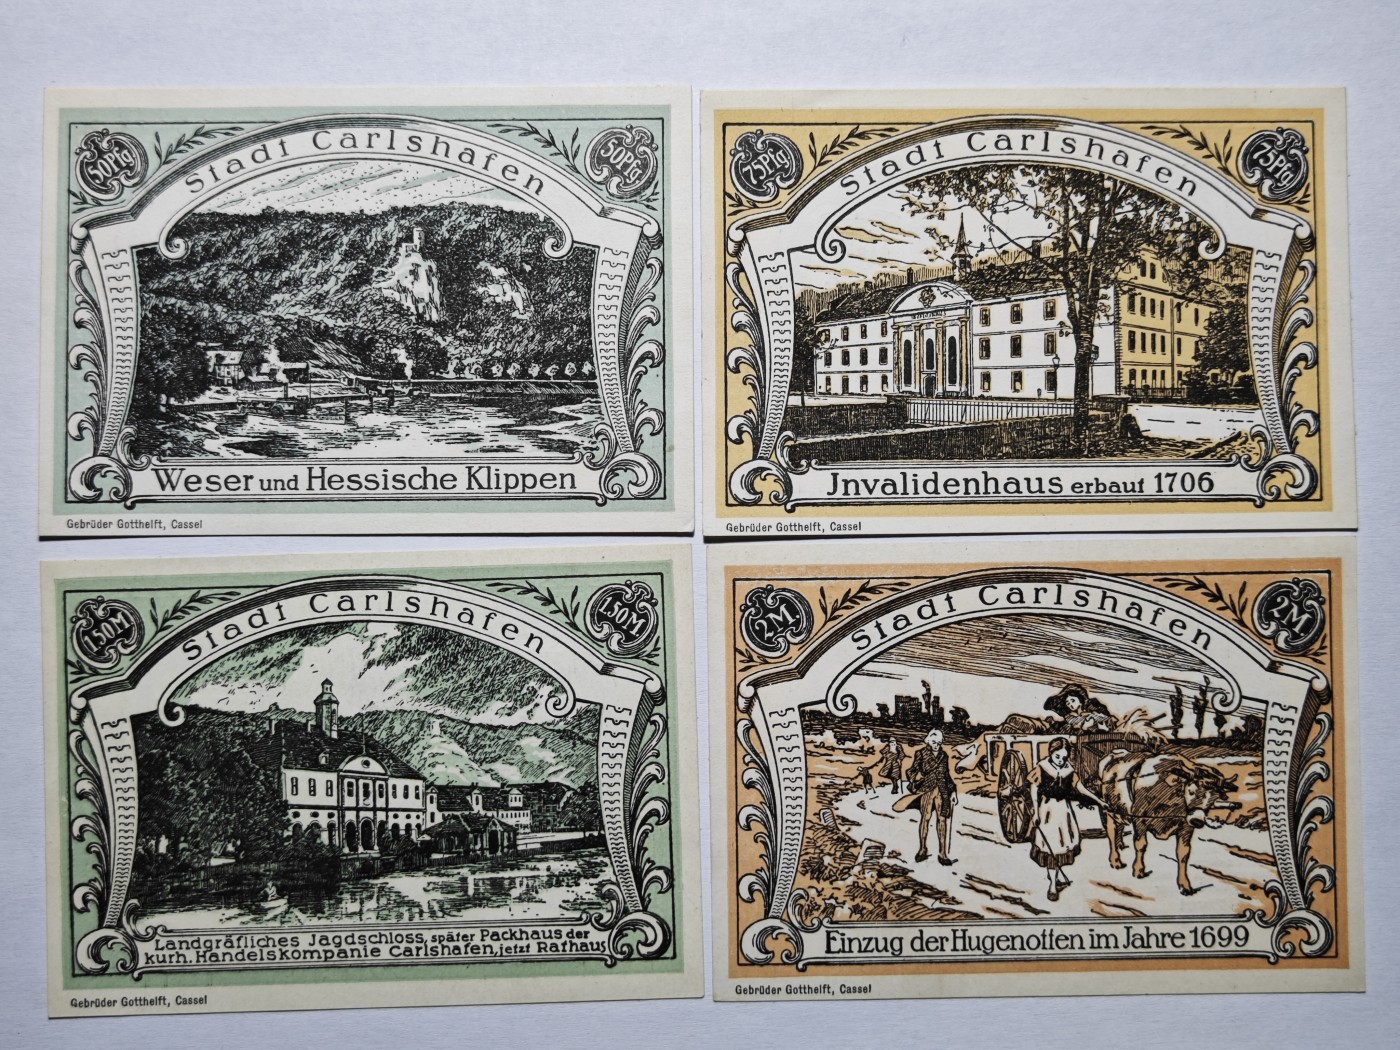 Stadt Carlshafen
50Pfg
50Pfg
Weser und Hessische Klippen
Gebrüder Gotthelft, Cassel
Stadt Carlshafen
75Pfg
75Pfg
Jnvalidenhaus erbaut 1706
Gebrüder Gotthelft, Cassel
Stadt Carlshafen
1.50M
1.50M
Landgräfliches Jagdschloss, später Packhaus der
kurh. Handelskompanie Carlshafen, jetzt Rathaus
Gebrüder Gotthelft, Cassel
Stadt Carlshafen
2M
2M
Einzug der Hugenotten im Jahre 1699
Gebrüder Gotthelft, Cassel